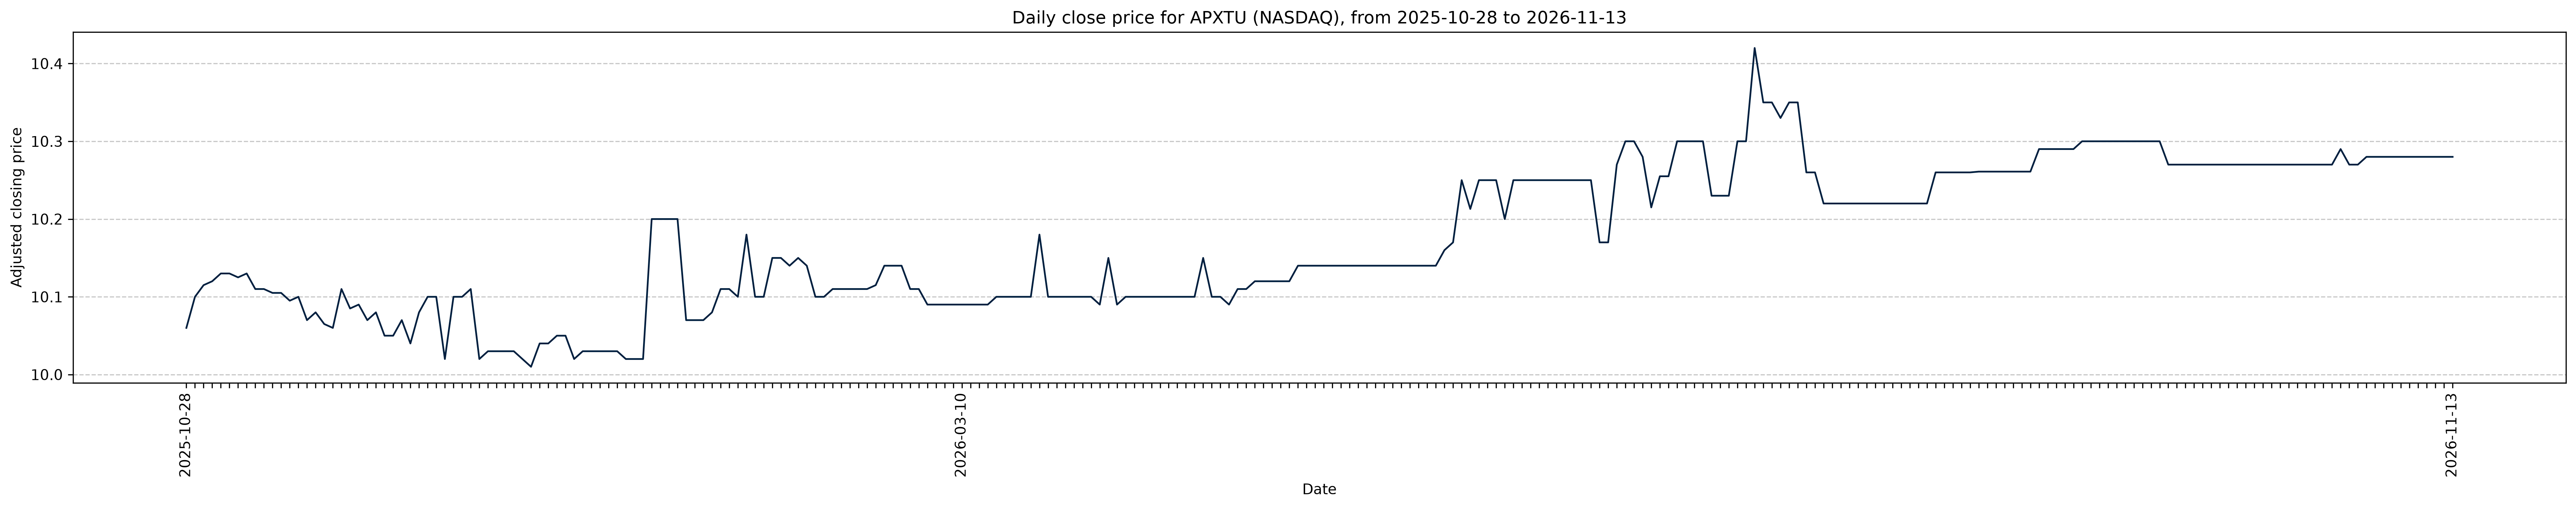 Daily close price for APXTU (NASDAQ), from 2025-10-28 to 2026-11-13
Adjusted closing price
10.4
10.3
10.2
10.1
10.0
2025-10-28
2026-03-10
2026-11-13
Date